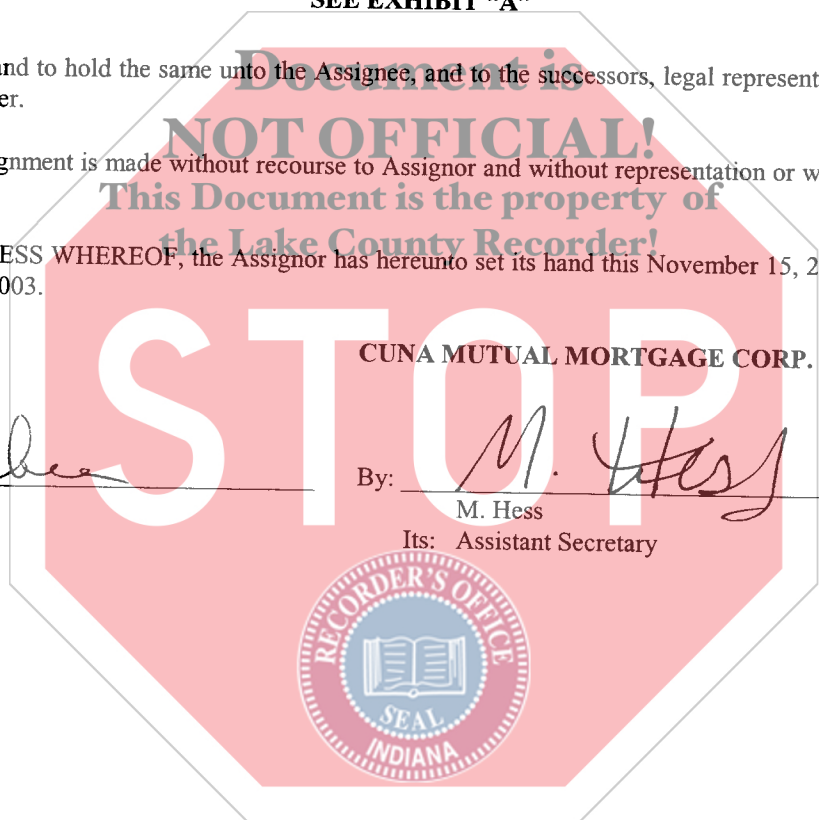 SEE EXHIBIT "A"
Document is
and to hold the same unto the Assignee, and to the successors, legal represent
er.
NOT OFFICIAL!
gnment is made without recourse to Assignor and without representation or w
This Document is the property of
the Lake County Recorder!
ESS WHEREOF, the Assignor has hereunto set its hand this November 15, 2
003.
STOP
CUNA MUTUAL MORTGAGE CORP.
By: M. Hess
M. Hess
Its: Assistant Secretary
RECORDER'S OFFICE
SEAL
INDIANA